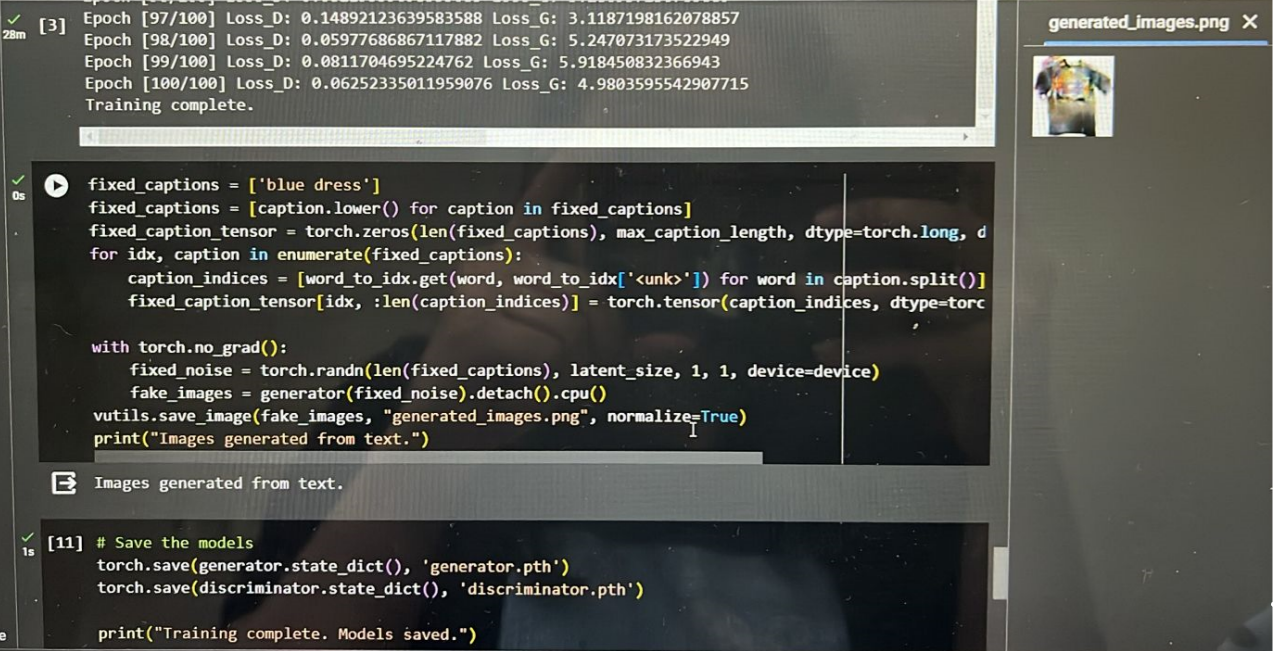 [3]
28m
Epoch [97/100] Loss_D: 0.14892123639583588 Loss_G: 3.1187198162078857
Epoch [98/100] Loss_D: 0.05977686867117882 Loss_G: 5.247073173522949
Epoch [99/100] Loss_D: 0.0811704695224762 Loss_G: 5.918450832366943
Epoch [100/100] Loss_D: 0.06252335011959076 Loss_G: 4.9803595542907715
Training complete.
0s
fixed_captions = ['blue dress']
fixed_captions = [caption.lower() for caption in fixed_captions]
fixed_caption_tensor = torch.zeros(len(fixed_captions), max_caption_length, dtype=torch.long, d
for idx, caption in enumerate(fixed_captions):
caption_indices = [word_to_idx.get(word, word_to_idx['<unk>']) for word in caption.split()]
fixed_caption_tensor[idx, :len(caption_indices)] = torch.tensor(caption_indices, dtype=torc
with torch.no_grad():
fixed_noise = torch.randn(len(fixed_captions), latent_size, 1, 1, device=device)
fake_images = generator(fixed_noise).detach().cpu()
vutils.save_image(fake_images, "generated_images.png", normalize=True)
print("Images generated from text.")
Images generated from text.
1s
[11] # Save the models
torch.save(generator.state_dict(), 'generator.pth')
torch.save(discriminator.state_dict(), 'discriminator.pth')
print("Training complete. Models saved.")
e
generated_images.png ×